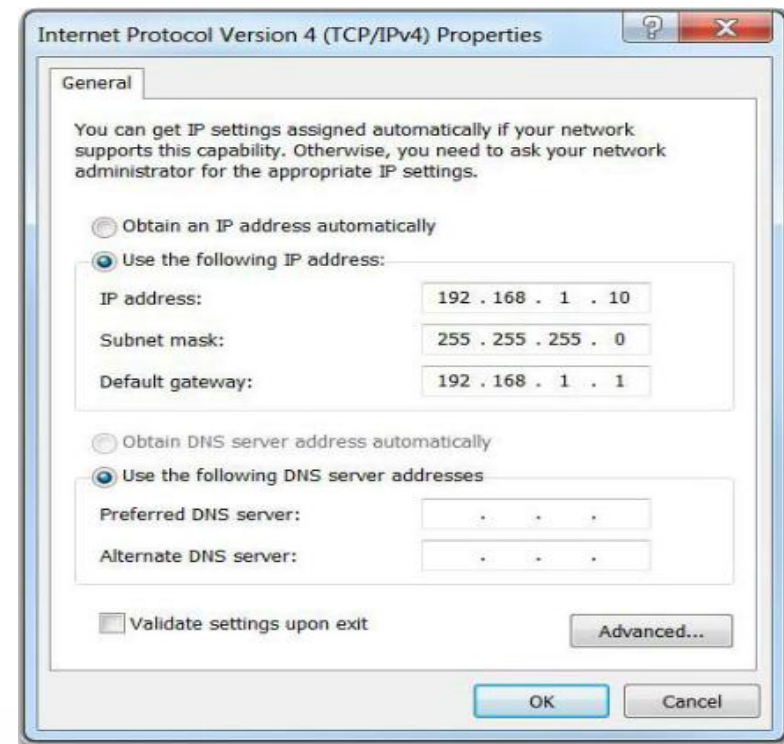 Internet Protocol Version 4 (TCP/IPv4) Properties
General
You can get IP settings assigned automatically if your network
supports this capability. Otherwise, you need to ask your network
administrator for the appropriate IP settings.
Obtain an IP address automatically
Use the following IP address:
IP address: 192 . 168 . 1 . 10
Subnet mask: 255 . 255 . 255 . 0
Default gateway: 192 . 168 . 1 . 1
Obtain DNS server address automatically
Use the following DNS server addresses
Preferred DNS server: . . .
Alternate DNS server: . . .
Validate settings upon exit
Advanced...
OK Cancel